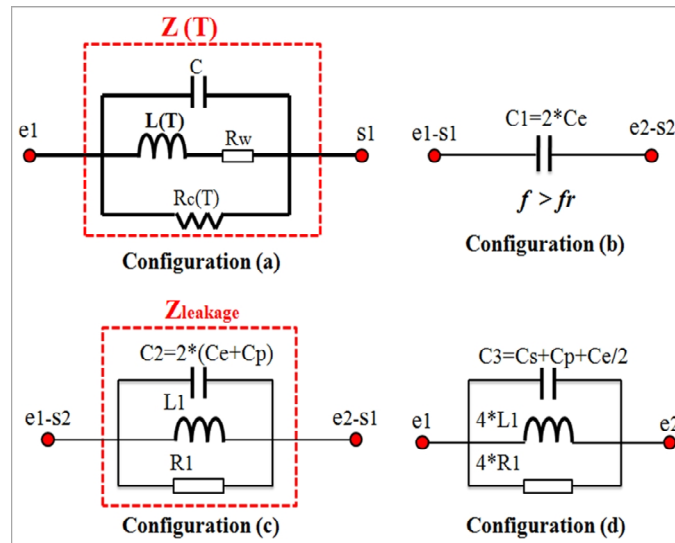 Z (T)
C
L(T)
Rw
e1
s1
Rc(T)
Configuration (a)
C1=2*Ce
e1-s1
e2-s2
f > fr
Configuration (b)
Zleakage
C2=2*(Ce+Cp)
L1
e1-s2
e2-s1
R1
Configuration (c)
C3=Cs+Cp+Ce/2
4*L1
e1
e2
4*R1
Configuration (d)